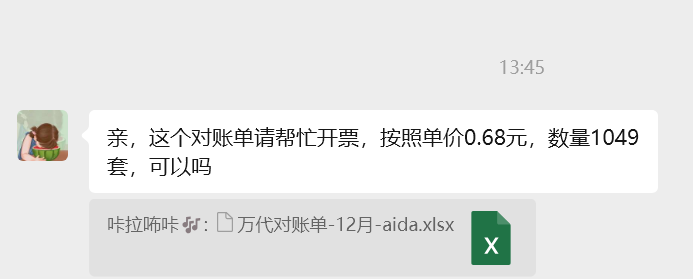 13:45
亲，这个对账单请帮忙开票，按照单价0.68元，数量1049
套，可以吗
咔拉咘咔🎶：万代对账单-12月-aida.xlsx
X